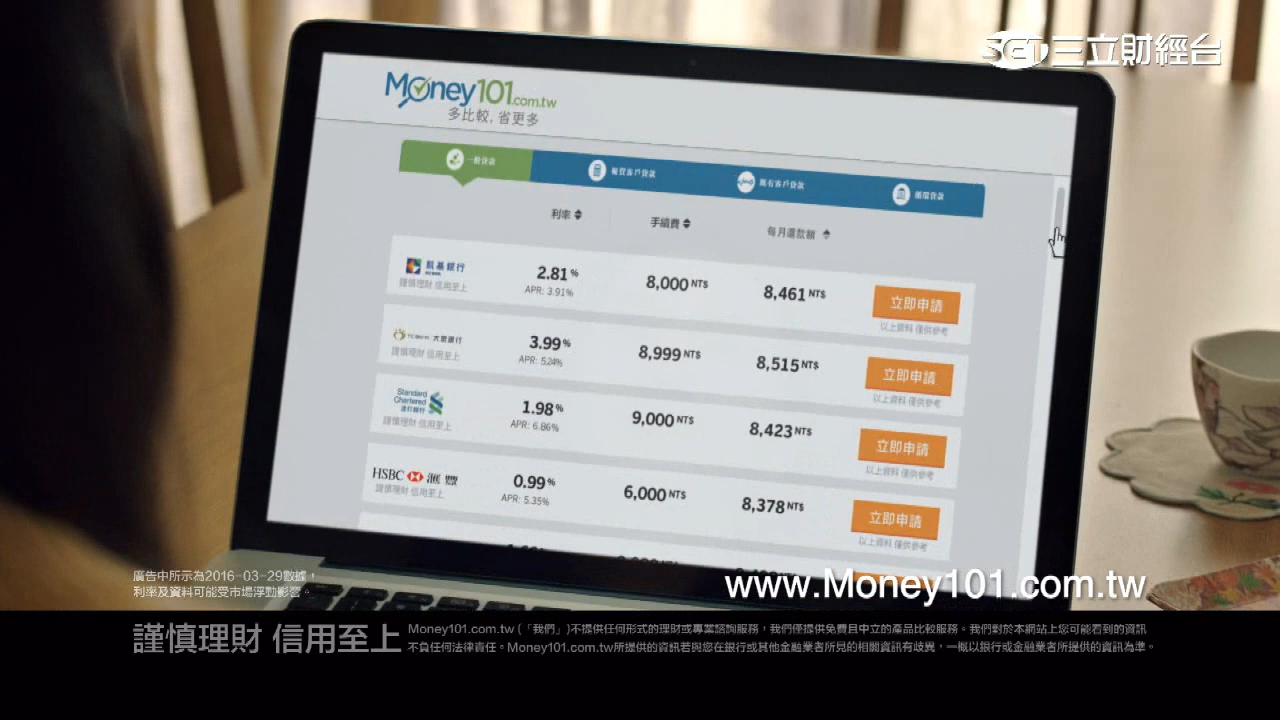 SET 三立財經台
Money101.com.tw
多比較, 省更多
一般貸款 既有客戶貸款 循環貸款
利率 手續費 每月還款額
凱基銀行 2.81% 8,000 NT$ 8,461 NT$ 立即申請
謹慎理財 信用至上 APR: 3.91% 以上資料 僅供參考
大眾銀行 3.99% 8,999 NT$ 8,515 NT$ 立即申請
謹慎理財 信用至上 APR: 5.24% 以上資料 僅供參考
Standard Chartered 渣打銀行 1.98% 9,000 NT$ 8,423 NT$ 立即申請
謹慎理財 信用至上 APR: 6.86% 以上資料 僅供參考
HSBC 滙豐 0.99% 6,000 NT$ 8,378 NT$ 立即申請
謹慎理財 信用至上 APR: 5.35% 以上資料 僅供參考
廣告中所示為2016-03-29數據，
利率及資料可能受市場浮動影響。
www.Money101.com.tw
謹慎理財 信用至上
Money101.com.tw (「我們」)不提供任何形式的理財或專業諮詢服務，我們僅提供免費且中立的產品比較服務。我們對於本網站上您可能看到的資訊
不負任何法律責任。Money101.com.tw所提供的資訊若與您在銀行或其他金融業者所見的相關資訊有歧異，一概以銀行或金融業者所提供的資訊為準。